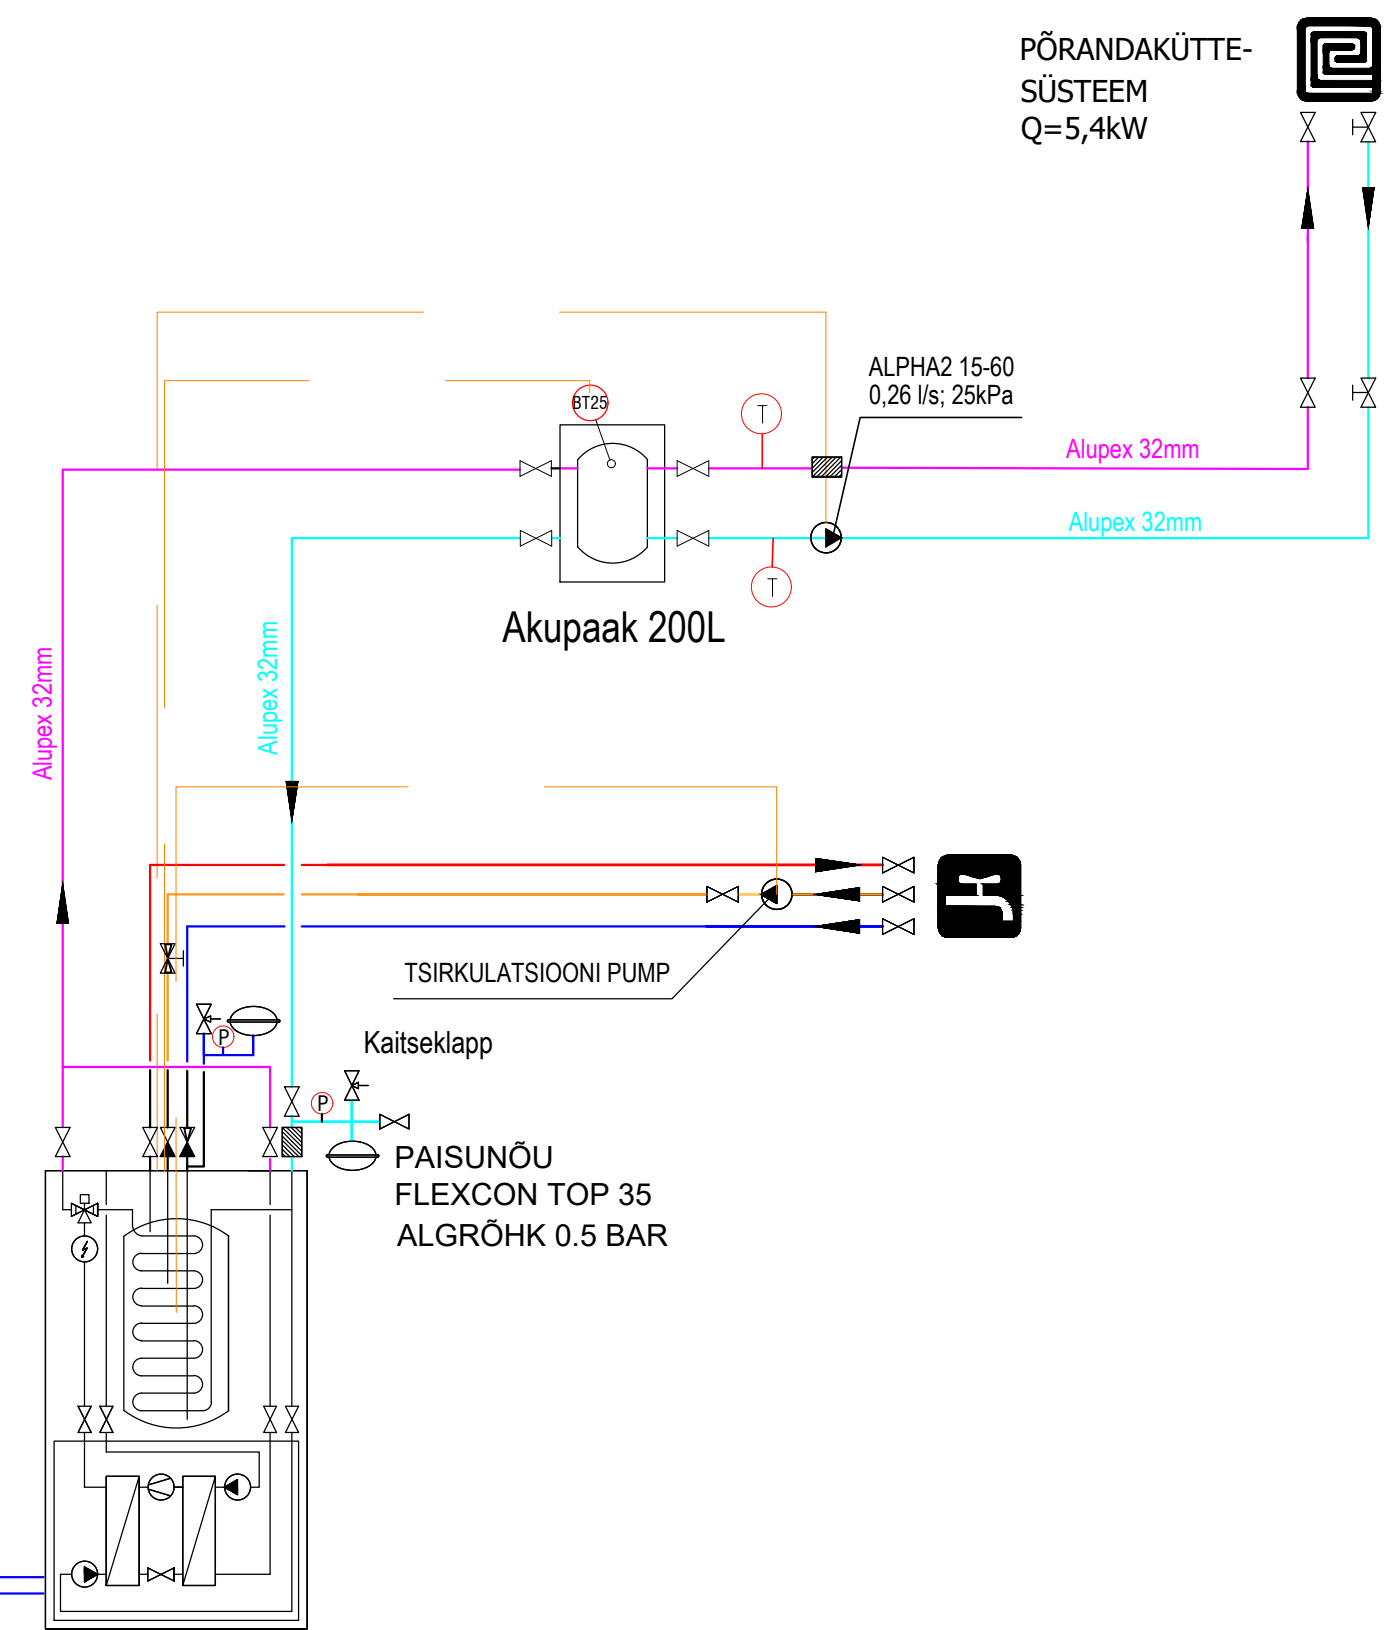 PÕRANDAKÜTTE-
SÜSTEEM
Q=5,4kW
ALPHA2 15-60
0,26 l/s; 25kPa
BT25
T
Alupex 32mm
Alupex 32mm
T
Akupaak 200L
Alupex 32mm
Alupex 32mm
TSIRKULATSIOONI PUMP
P
Kaitseklapp
P
PAISUNÕU
FLEXCON TOP 35
ALGRÕHK 0.5 BAR